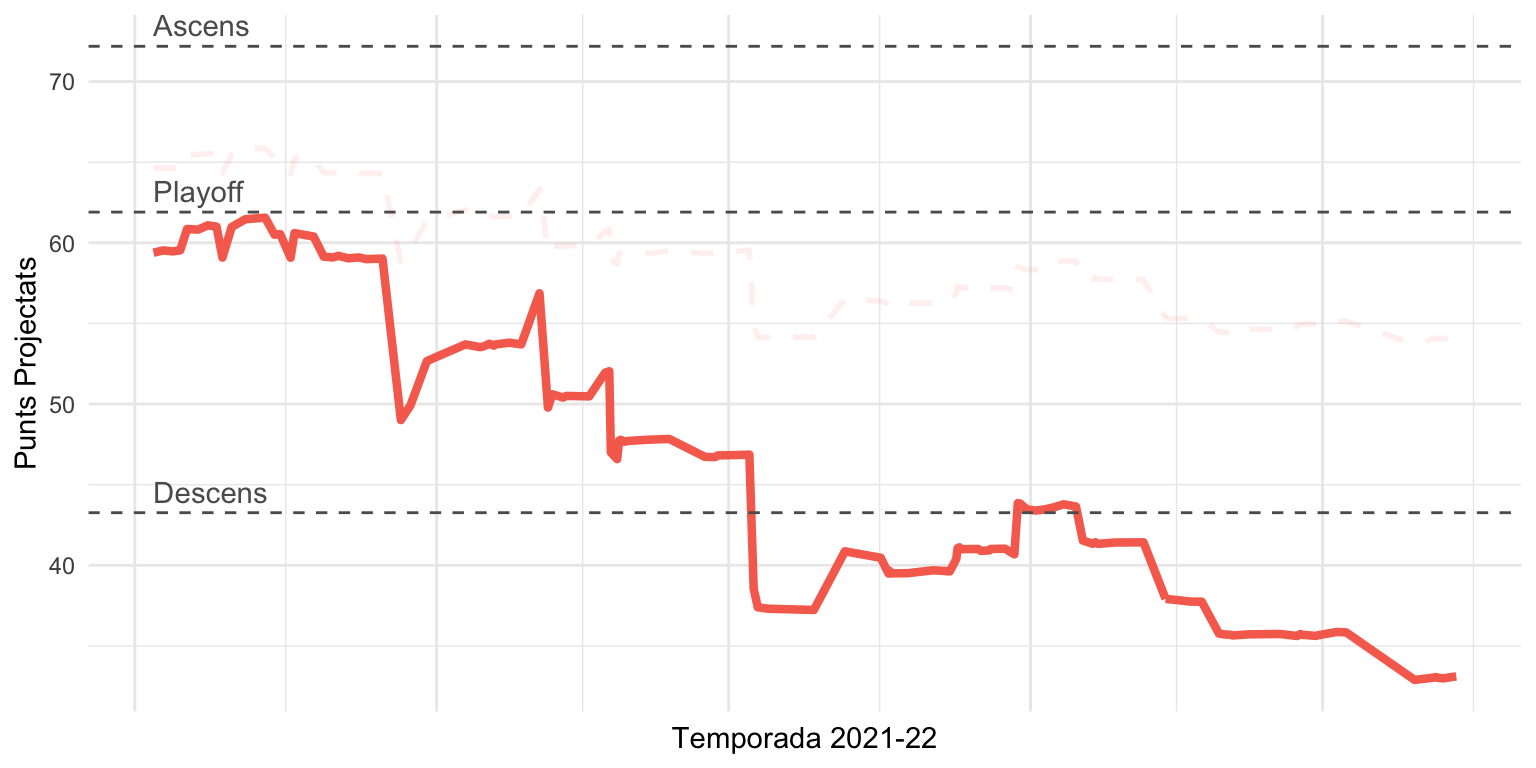 Ascens
70
Playoff
60
Punts Projectats
50
Descens
40
Temporada 2021-22